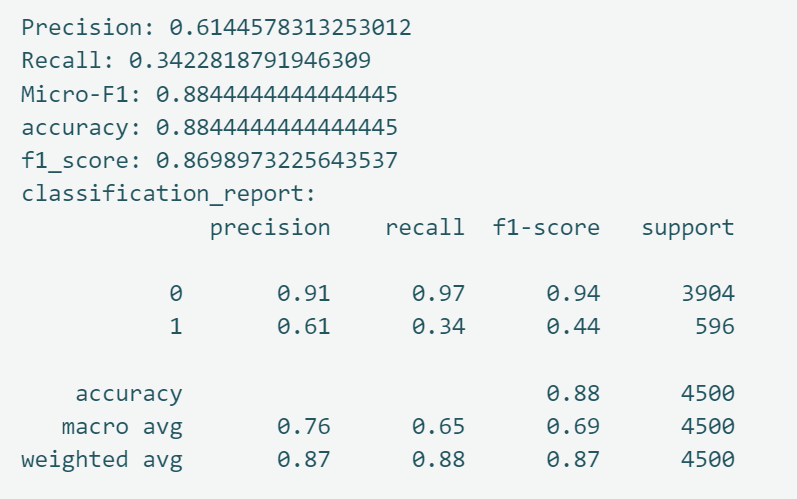 Precision: 0.6144578313253012
Recall: 0.3422818791946309
Micro-F1: 0.8844444444444445
accuracy: 0.8844444444444445
f1_score: 0.8698973225643537
classification_report:
precision recall f1-score support
0 0.91 0.97 0.94 3904
1 0.61 0.34 0.44 596
accuracy 0.88 4500
macro avg 0.76 0.65 0.69 4500
weighted avg 0.87 0.88 0.87 4500